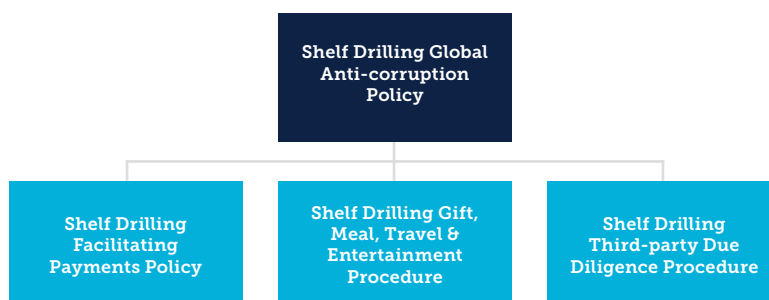 Shelf Drilling Global
Anti-corruption
Policy
Shelf Drilling
Facilitating
Payments Policy
Shelf Drilling Gift,
Meal, Travel &
Entertainment
Procedure
Shelf Drilling
Third-party Due
Diligence Procedure